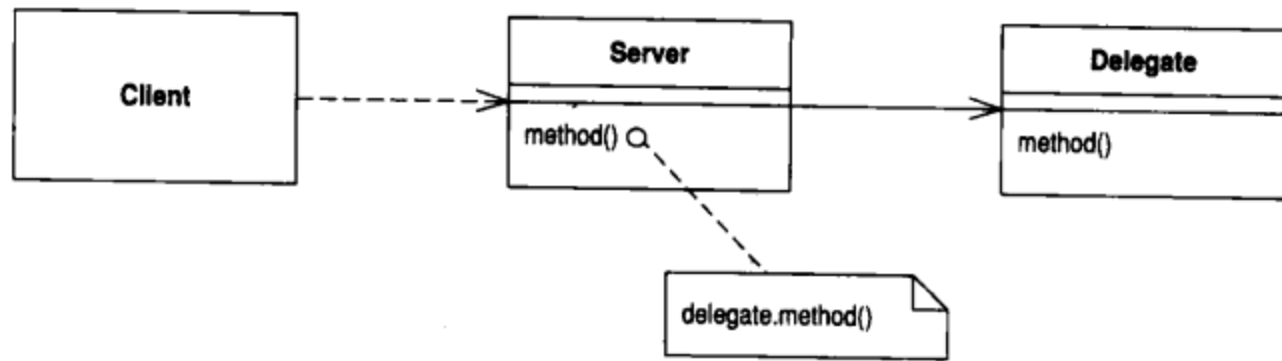 Client
Server
Delegate
method()
method()
delegate.method()